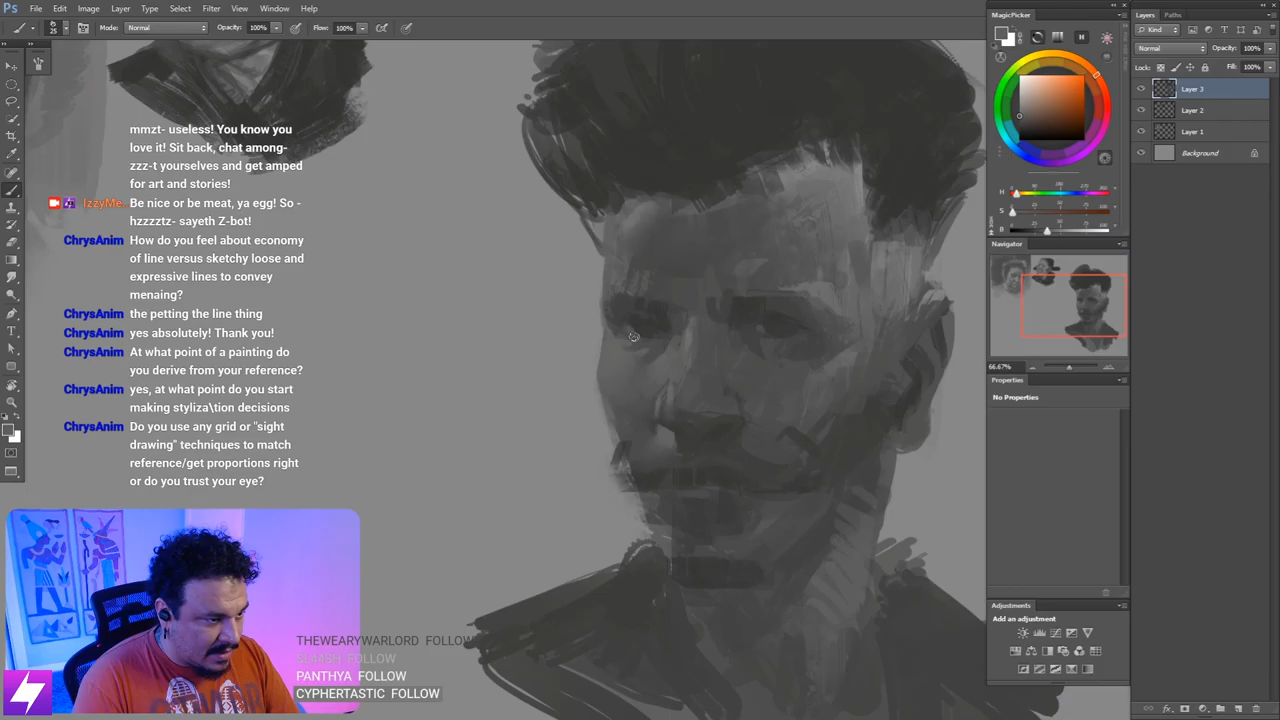 Ps File Edit Image Layer Type Select Filter View Window Help
25 Mode: Normal Opacity: 100% Flow: 100%
mmzt- useless! You know you
love it! Sit back, chat among-
zzz-t yourselves and get amped
for art and stories!
IzzyMe.. Be nice or be meat, ya egg! So -
hzzzztz- sayeth Z-bot!
ChrysAnim How do you feel about economy
of line versus sketchy loose and
expressive lines to convey
menaing?
ChrysAnim the petting the line thing
ChrysAnim yes absolutely! Thank you!
ChrysAnim At what point of a painting do
you derive from your reference?
ChrysAnim yes, at what point do you start
making styliza\tion decisions
ChrysAnim Do you use any grid or "sight
drawing" techniques to match
reference/get proportions right
or do you trust your eye?
THEWEARYWARLORD FOLLOW
FOLLOW
PANTHYA FOLLOW
CYPHERTASTIC FOLLOW
MagicPicker
H
H
S
B
Navigator
66.67%
Properties
No Properties
Adjustments
Add an adjustment
Layers Paths
Kind
Normal Opacity: 100%
Lock: Fill: 100%
Layer 3
Layer 2
Layer 1
Background